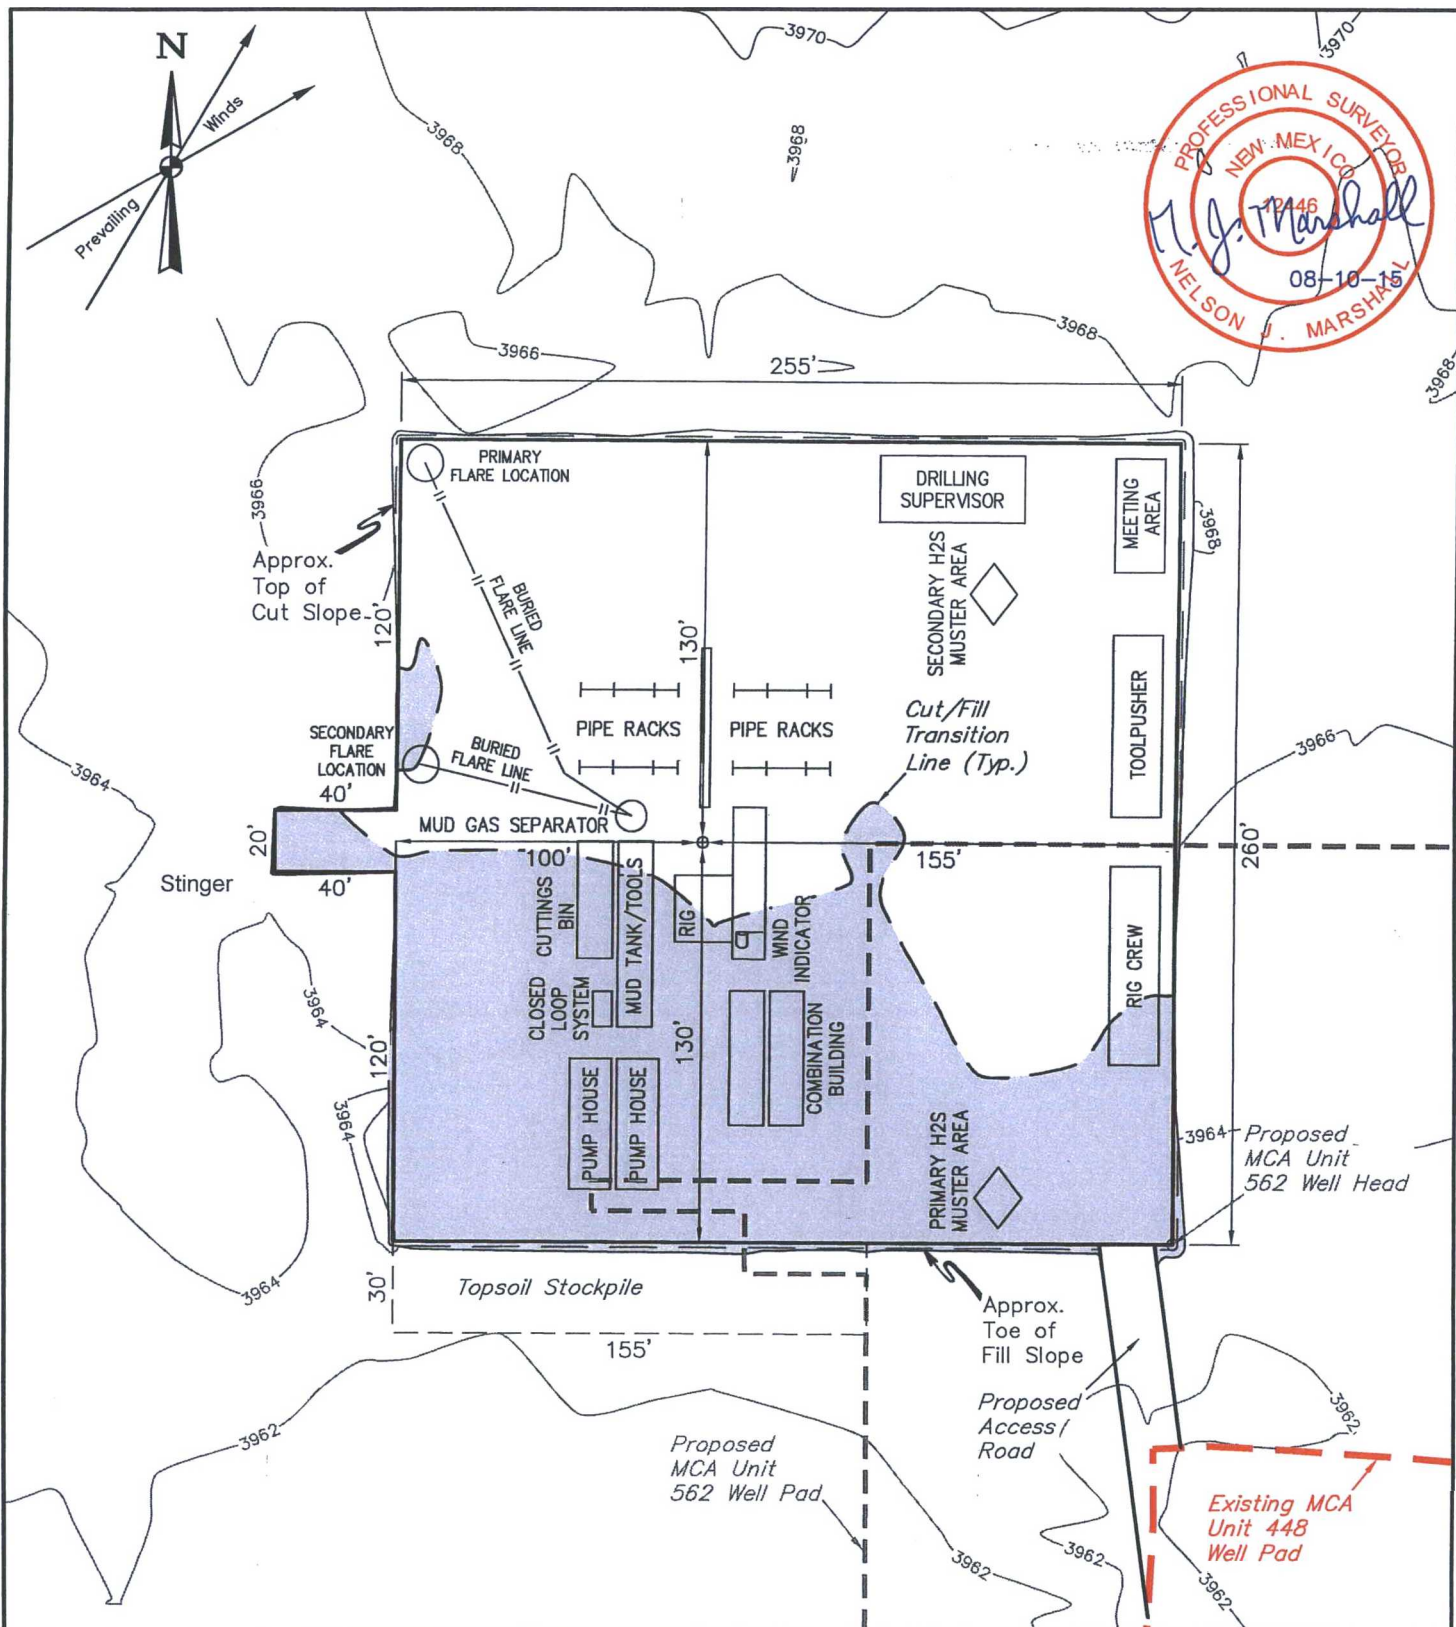 N
Winds
Prevailing
3970
3970
3968
3968
PROFESSIONAL SURVEYOR
NEW MEXICO
12446
N. J. Marshall
08-10-15
NELSON J. MARSHALL
3968
3968
3966
255'
PRIMARY
FLARE LOCATION
DRILLING
SUPERVISOR
MEETING
AREA
3966
3968
Approx.
Top of
Cut Slope
120'
BURIED
FLARE LINE
SECONDARY H2S
MUSTER AREA
130'
PIPE RACKS
PIPE RACKS
Cut/Fill
Transition
Line (Typ.)
TOOLPUSHER
3966
SECONDARY
FLARE
LOCATION
BURIED
FLARE LINE
3964
40'
20'
40'
Stinger
MUD GAS SEPARATOR
100'
155'
260'
CUTTINGS
BIN
MUD TANK/TOOLS
RIG
WIND
INDICATOR
RIG CREW
CLOSED
LOOP
SYSTEM
3964
120'
130'
COMBINATION
BUILDING
PUMP HOUSE
PUMP HOUSE
3964
PRIMARY H2S
MUSTER AREA
3964
Proposed
MCA Unit
562 Well Head
3964
30'
Topsoil Stockpile
155'
Approx.
Toe of
Fill Slope
Proposed
Access
Road
3962
3962
Proposed
MCA Unit
562 Well Pad
Existing MCA
Unit 448
Well Pad
3962
3962
3962